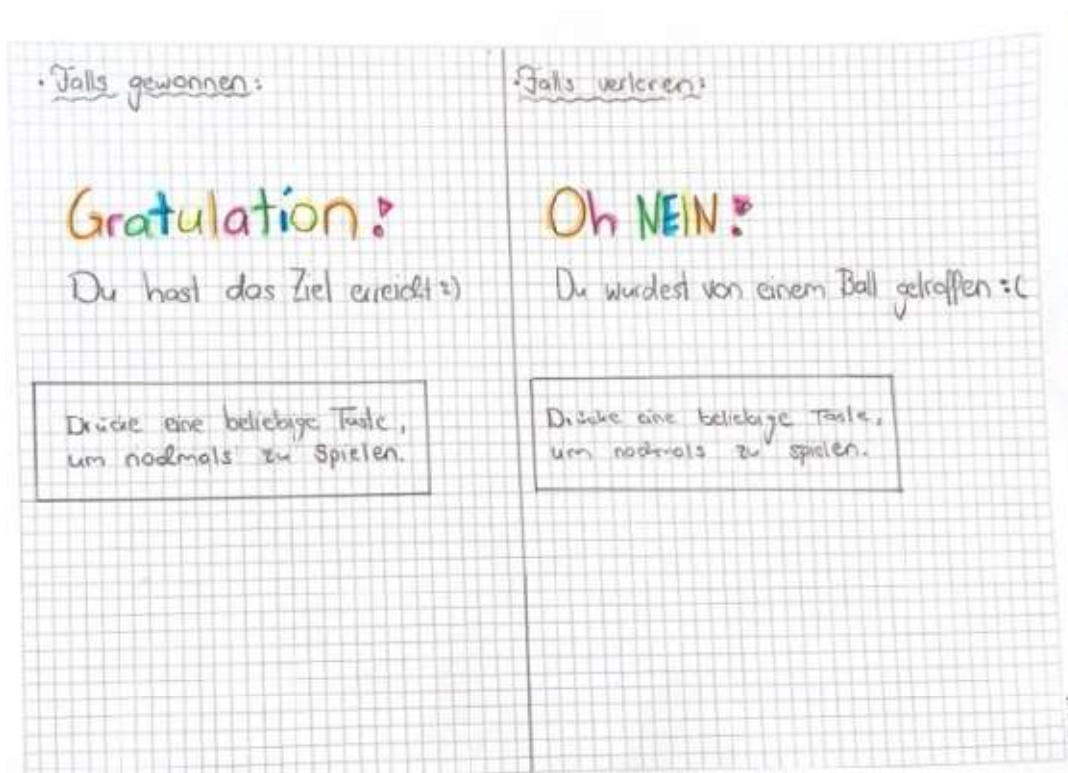 · Falls gewonnen:
Gratulation!
Du hast das Ziel erreicht :)
Drücke eine beliebige Taste,
um nochmals zu Spielen.
· Falls verloren:
Oh NEIN!
Du wurdest von einem Ball getroffen :(
Drücke eine beliebige Taste,
um nochmals zu spielen.